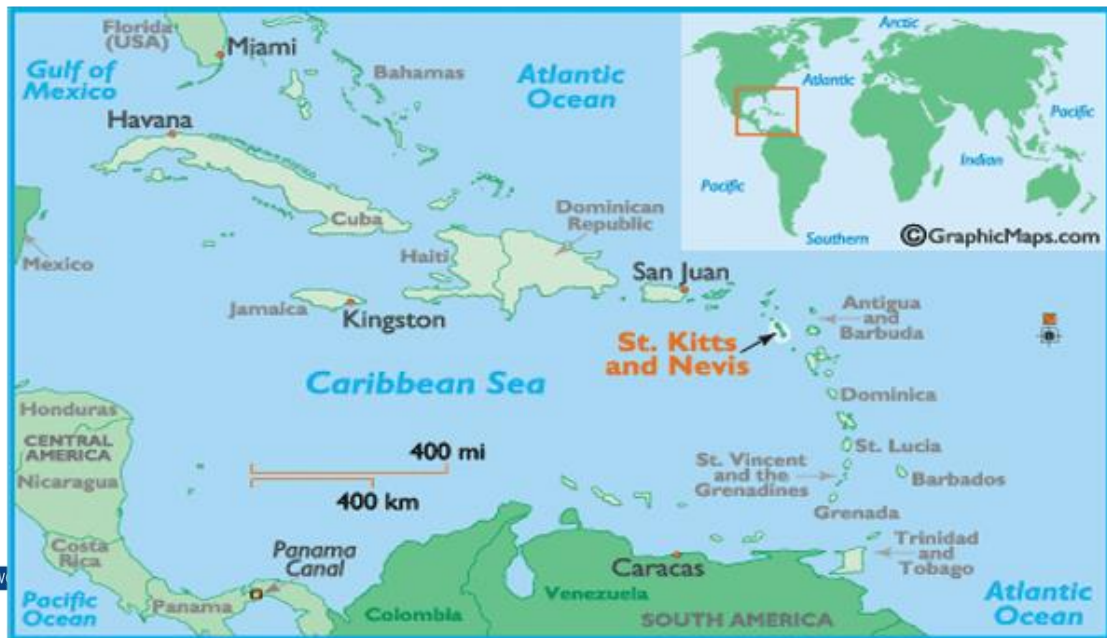 Florida
(USA)
Miami
Gulf of
Mexico
Bahamas
Atlantic
Ocean
Havana
Cuba
Mexico
Dominican
Republic
Haiti
Jamaica
Kingston
San Juan
Antigua
and
Barbuda
St. Kitts
and Nevis
Caribbean Sea
Dominica
Honduras
CENTRAL
AMERICA
Nicaragua
400 mi
400 km
St. Lucia
St. Vincent
and the
Grenadines
Barbados
Grenada
Costa
Rica
Panama
Canal
Trinidad
and
Tobago
Caracas
Pacific
Ocean
Panama
Colombia
Venezuela
SOUTH AMERICA
Atlantic
Ocean
Arctic
Atlantic
Pacific
Indian
Pacific
Southern
©GraphicMaps.com